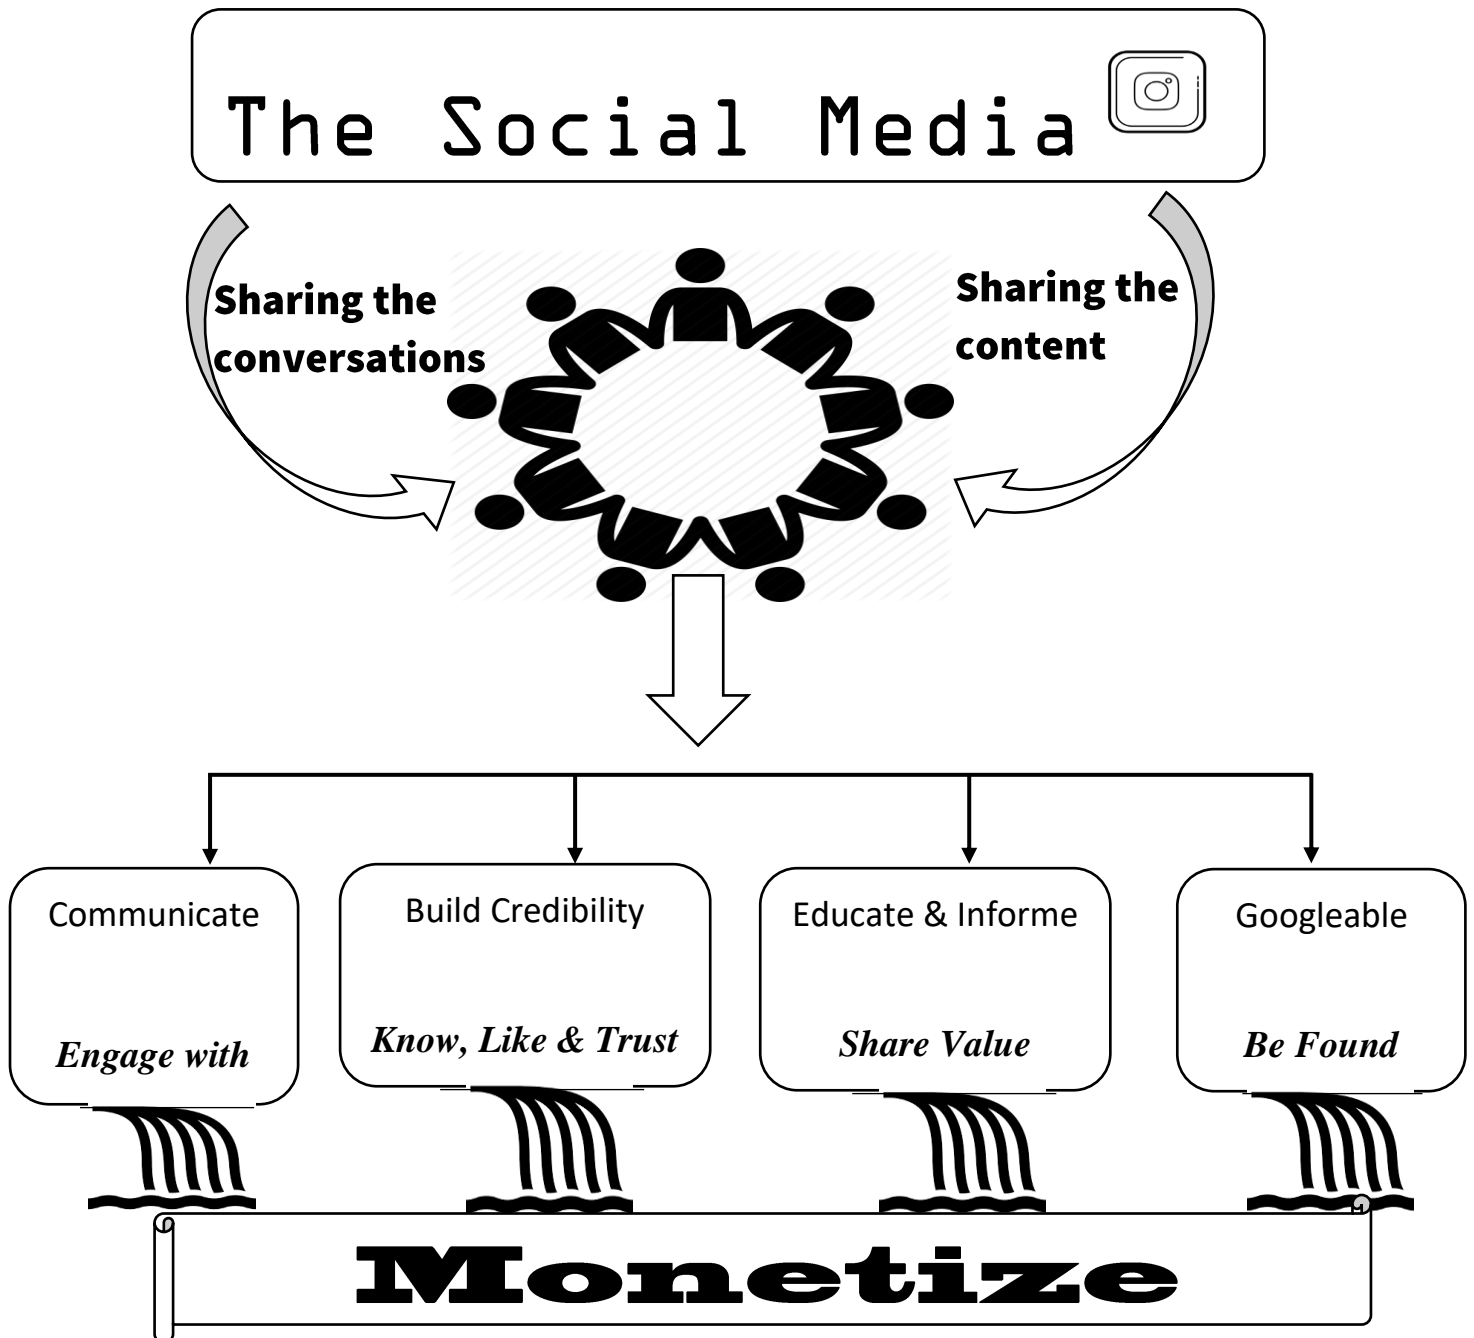 The Social Media
Sharing the
conversations
Sharing the
content
Communicate
Engage with
Build Credibility
Know, Like & Trust
Educate & Informe
Share Value
Googleable
Be Found
Monetize